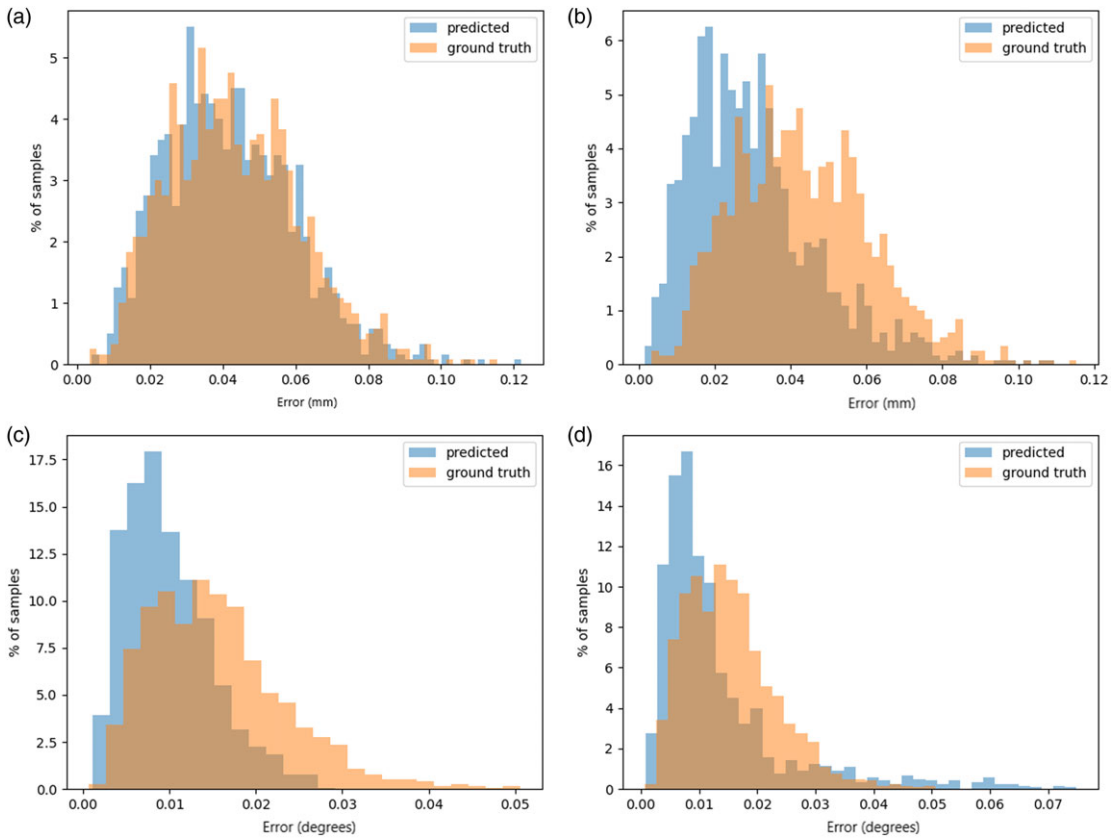 (a)
predicted
ground truth
% of samples
5
4
3
2
1
0
0.00 0.02 0.04 0.06 0.08 0.10 0.12
Error (mm)
(b)
predicted
ground truth
% of samples
6
5
4
3
2
1
0
0.00 0.02 0.04 0.06 0.08 0.10 0.12
Error (mm)
(c)
predicted
ground truth
% of samples
17.5
15.0
12.5
10.0
7.5
5.0
2.5
0.0
0.00 0.01 0.02 0.03 0.04 0.05
Error (degrees)
(d)
predicted
ground truth
% of samples
16
14
12
10
8
6
4
2
0
0.00 0.01 0.02 0.03 0.04 0.05 0.06 0.07
Error (degrees)